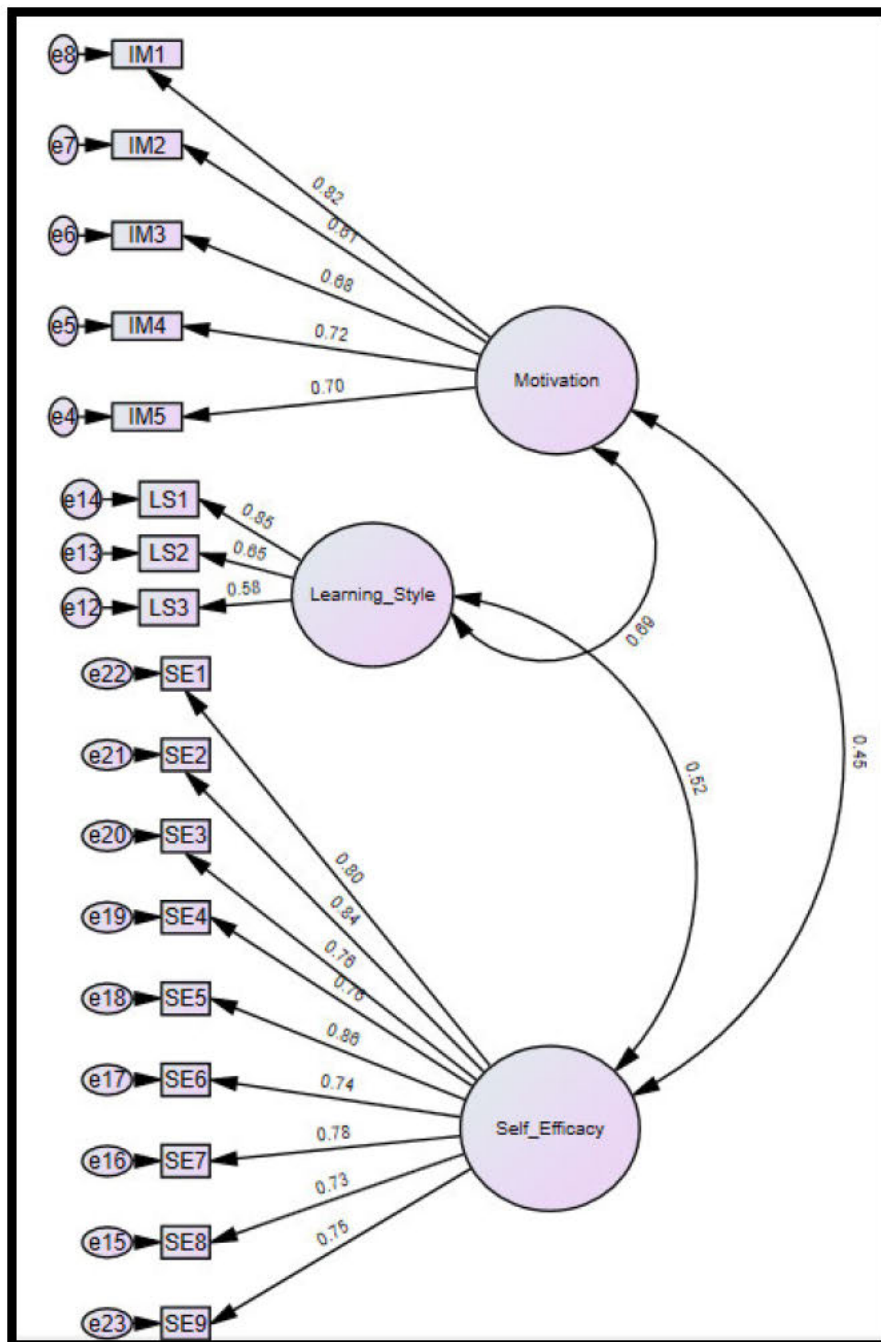 e8 IM1
0.82
e7 IM2
0.61
e6 IM3
0.68
e5 IM4
0.72
Motivation
e4 IM5
0.70
e14 LS1
0.85
e13 LS2
0.65
e12 LS3
0.58
Learning_Style
0.69
e22 SE1
0.45
e21 SE2
0.52
e20 SE3
0.80
e19 SE4
0.84
0.76
0.76
e18 SE5
0.86
e17 SE6
0.74
Self_Efficacy
e16 SE7
0.78
e15 SE8
0.73
0.75
e23 SE9